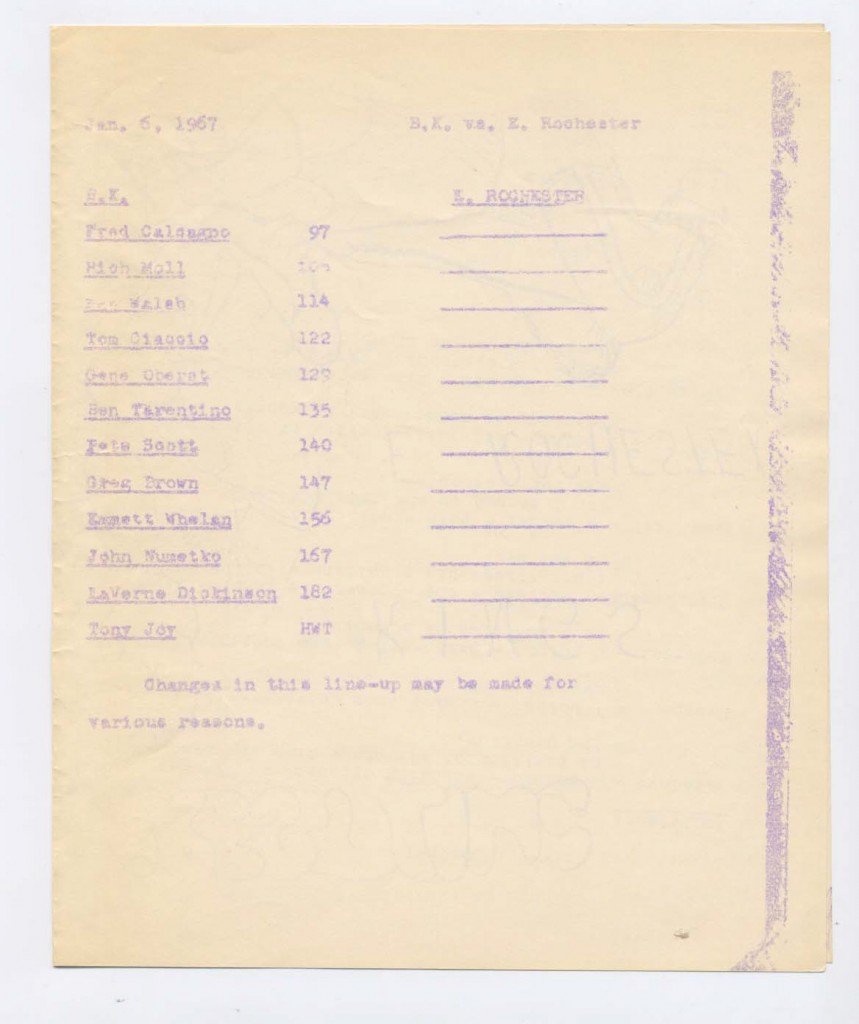 Jan. 6, 1967 B.K. vs. E. Rochester
B.K. E. ROCHESTER
Fred 97
Rich Moll
Walsh 114
Tom Ciaccio 122
Gene Oberst 129
Ben Tarentino 135
Pete Scott 140
Greg Brown 147
Emmett Whelan 156
John Numetko 167
LaVerne Dickinson 182
Tony Joy HWT
Changes in this line-up may be made for
various reasons.